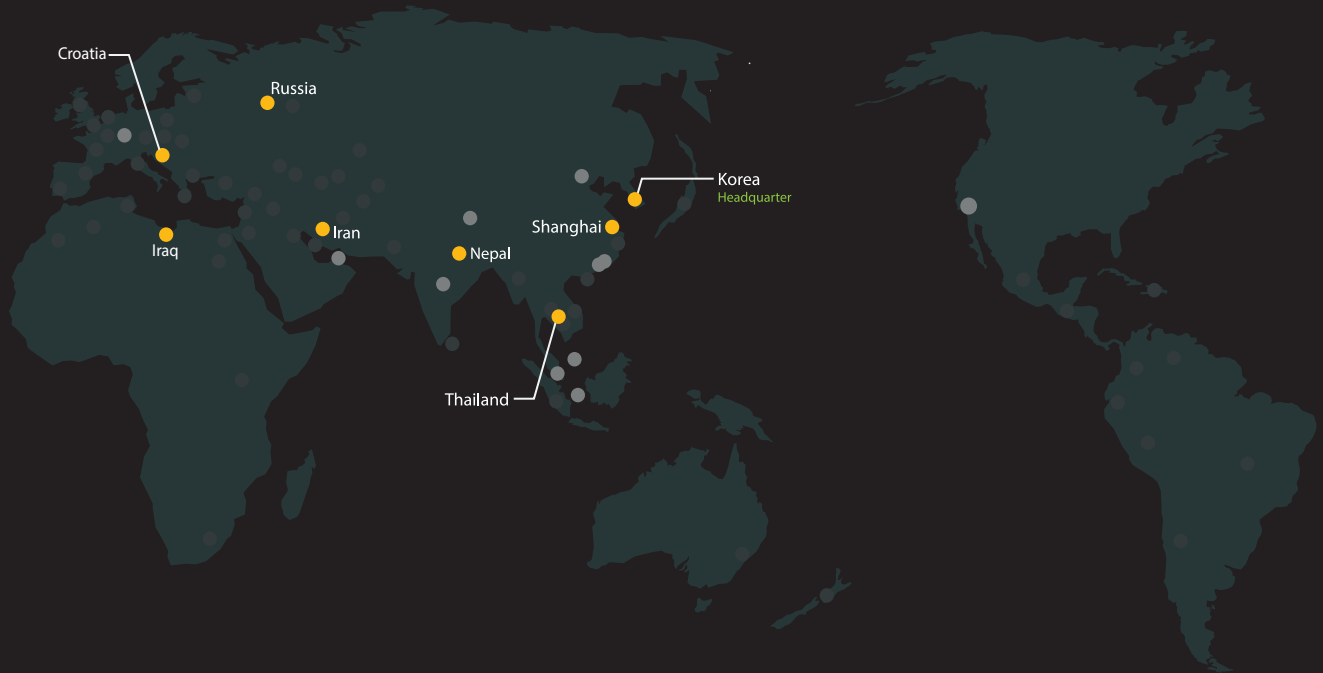 Croatia
Russia
Korea
Headquarter
Shanghai
Iran
Iraq
Nepal
Thailand